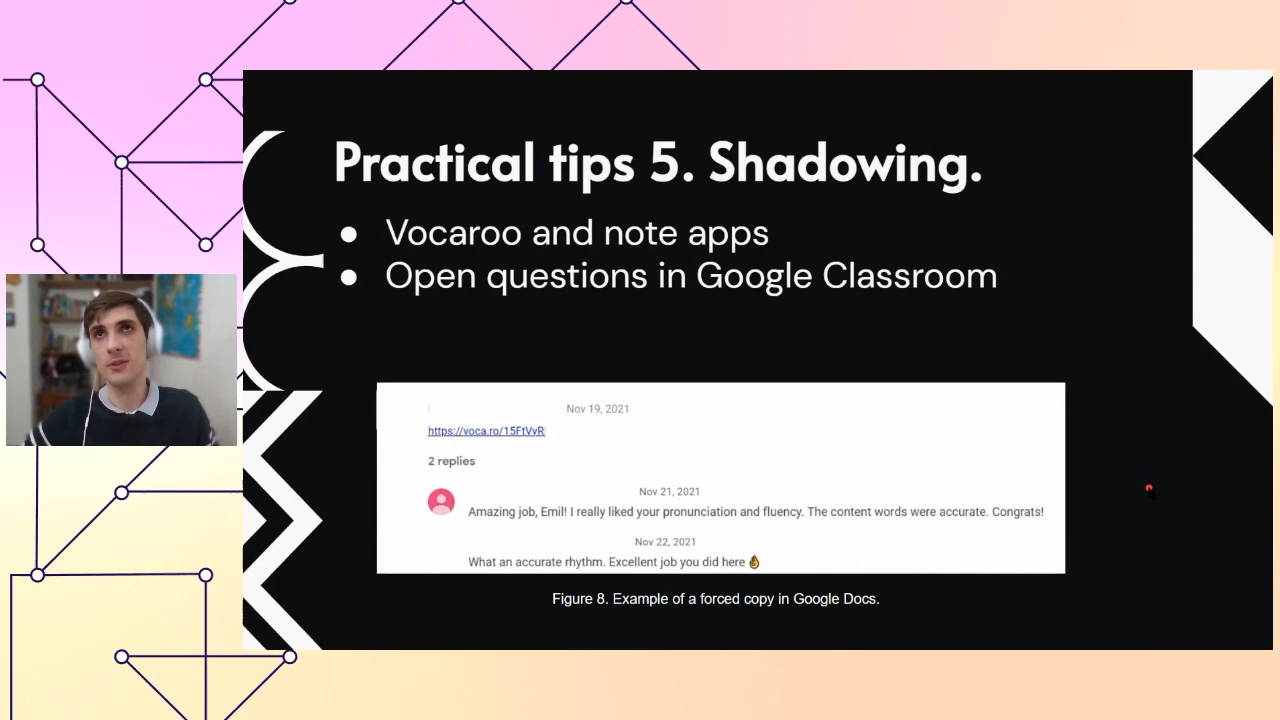 Practical tips 5. Shadowing.
● Vocaroo and note apps
● Open questions in Google Classroom
Nov 19, 2021
https://voca.ro/15FtVyR
2 replies
Nov 21, 2021
Amazing job, Emil! I really liked your pronunciation and fluency. The content words were accurate. Congrats!
Nov 22, 2021
What an accurate rhythm. Excellent job you did here 👌
Figure 8. Example of a forced copy in Google Docs.